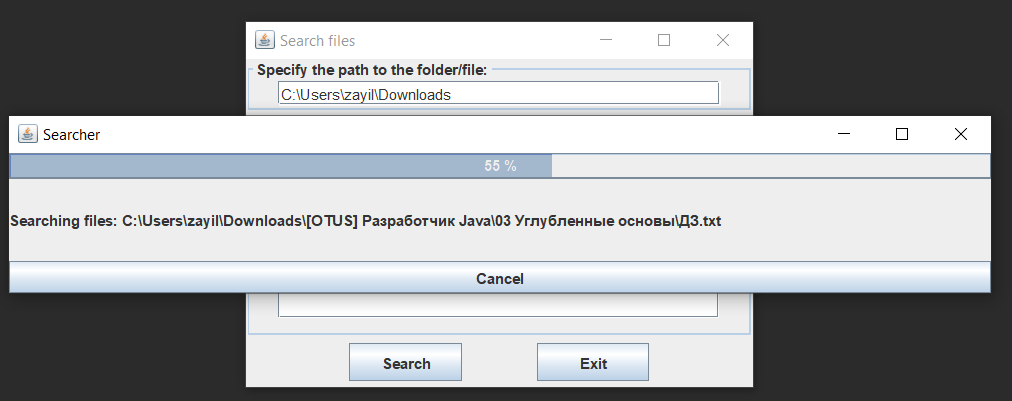 Search files
Specify the path to the folder/file:
C:\Users\zayil\Downloads
Searcher
55 %
Searching files: C:\Users\zayil\Downloads\[OTUS] Разработчик Java\03 Углубленные основы\ДЗ.txt
Cancel
Search
Exit